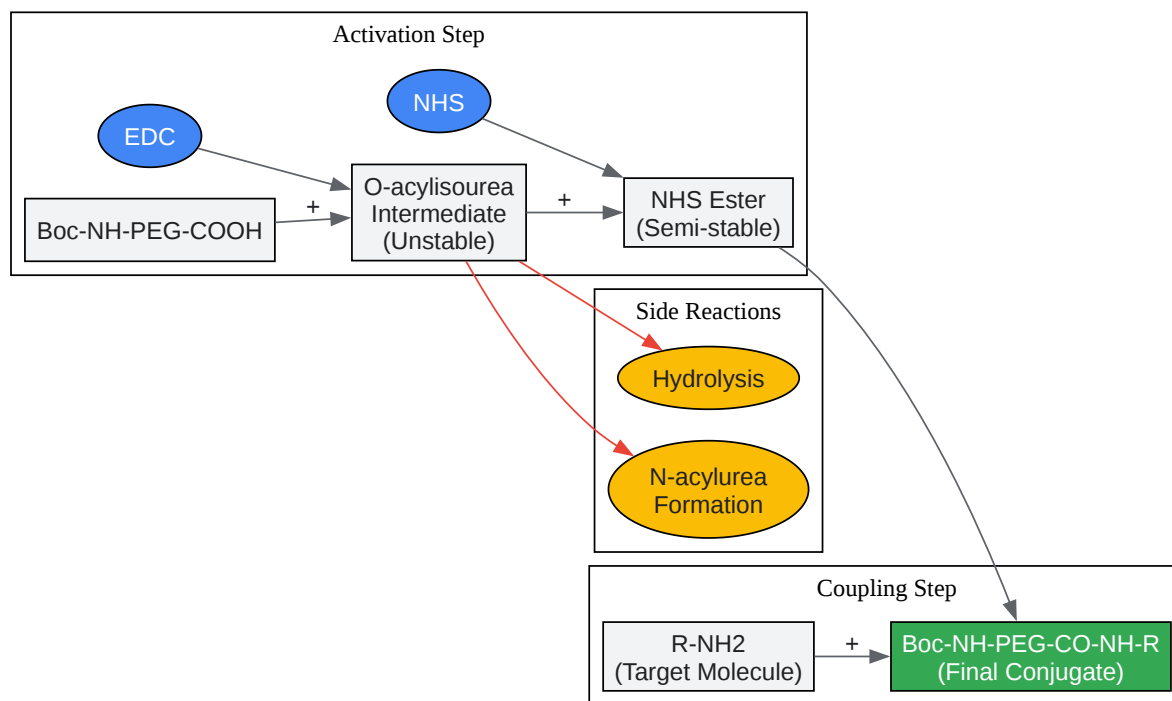 Activation Step
NHS
EDC
O-acylisourea
Intermediate
(Unstable)
NHS Ester
(Semi-stable)
+
+
Boc-NH-PEG-COOH
Side Reactions
Hydrolysis
N-acylurea
Formation
Coupling Step
R-NH2
(Target Molecule)
+
Boc-NH-PEG-CO-NH-R
(Final Conjugate)